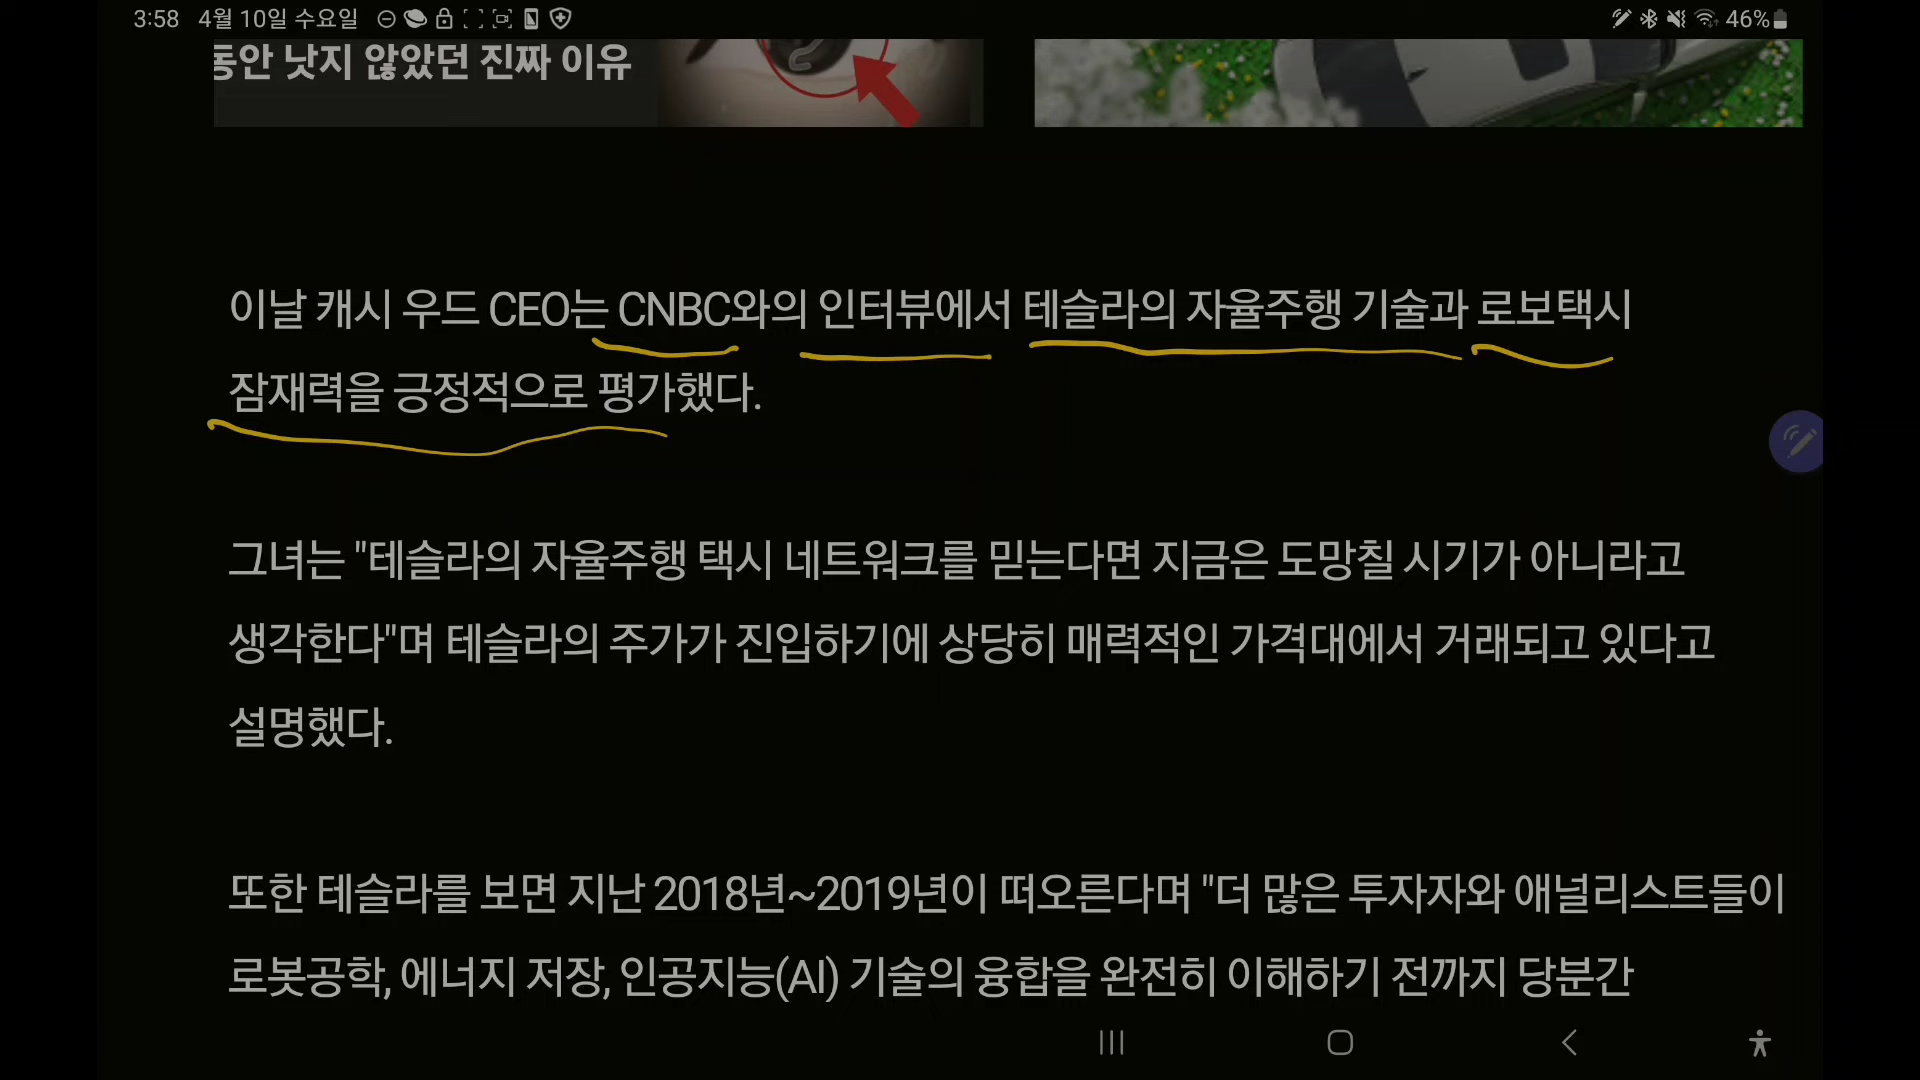 3:58 4월 10일 수요일
46%
동안 낫지 않았던 진짜 이유
이날 캐시 우드 CEO는 CNBC와의 인터뷰에서 테슬라의 자율주행 기술과 로보택시
잠재력을 긍정적으로 평가했다.
그녀는 "테슬라의 자율주행 택시 네트워크를 믿는다면 지금은 도망칠 시기가 아니라고
생각한다"며 테슬라의 주가가 진입하기에 상당히 매력적인 가격대에서 거래되고 있다고
설명했다.
또한 테슬라를 보면 지난 2018년~2019년이 떠오른다며 "더 많은 투자자와 애널리스트들이
로봇공학, 에너지 저장, 인공지능(AI) 기술의 융합을 완전히 이해하기 전까지 당분간